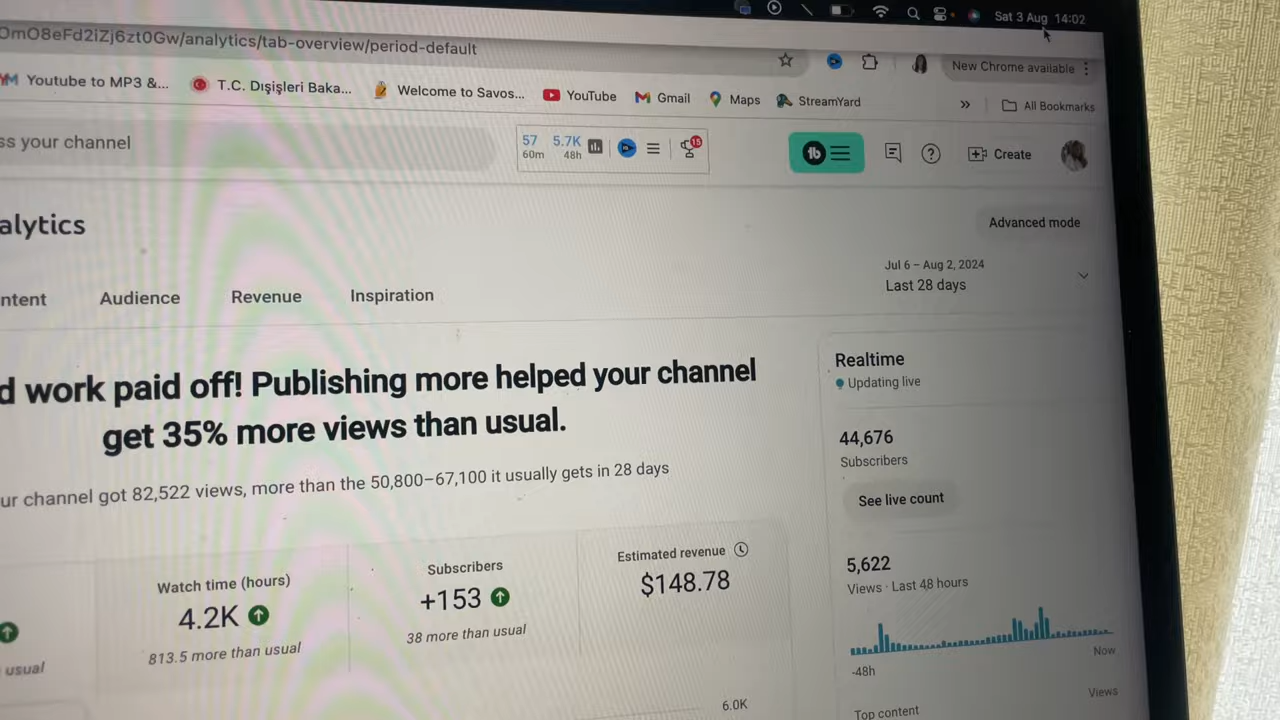 Sat 3 Aug 14:02
/analytics/tab-overview/period-default
New Chrome available
Youtube to MP3 &...
T.C. Dışişleri Baka...
Welcome to Savos...
YouTube
Gmail
Maps
StreamYard
All Bookmarks
ss your channel
57
60m
5.7K
48h
15
Create
alytics
Advanced mode
ntent
Audience
Revenue
Inspiration
Jul 6 – Aug 2, 2024
Last 28 days
d work paid off! Publishing more helped your channel
get 35% more views than usual.
ur channel got 82,522 views, more than the 50,800–67,100 it usually gets in 28 days
usual
Watch time (hours)
4.2K
813.5 more than usual
Subscribers
+153
38 more than usual
Estimated revenue
$148.78
6.0K
Realtime
Updating live
44,676
Subscribers
See live count
5,622
Views · Last 48 hours
-48h
Now
Top content
Views